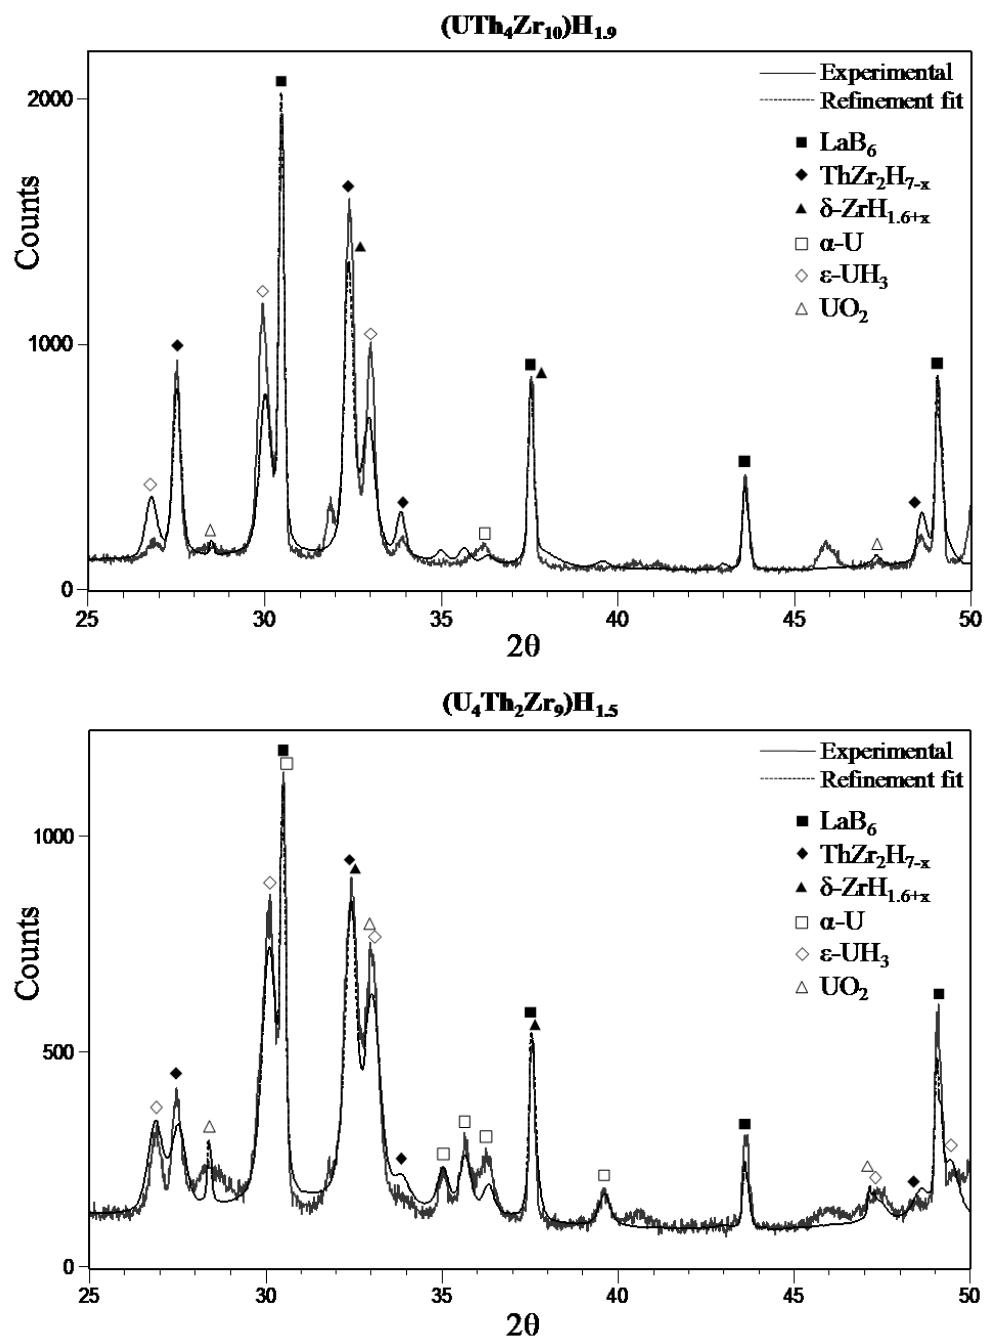 (UTh₄Zr₁₀)H₁.₉
Experimental
Refinement fit
LaB₆
ThZr₂H₇₋ₓ
δ-ZrH₁.₆₊ₓ
α-U
ε-UH₃
UO₂
Counts
2000
1000
0
25 30 35 40 45 50
2θ
(U₄Th₂Zr₉)H₁.₅
Experimental
Refinement fit
LaB₆
ThZr₂H₇₋ₓ
δ-ZrH₁.₆₊ₓ
α-U
ε-UH₃
UO₂
Counts
1000
500
0
25 30 35 40 45 50
2θ